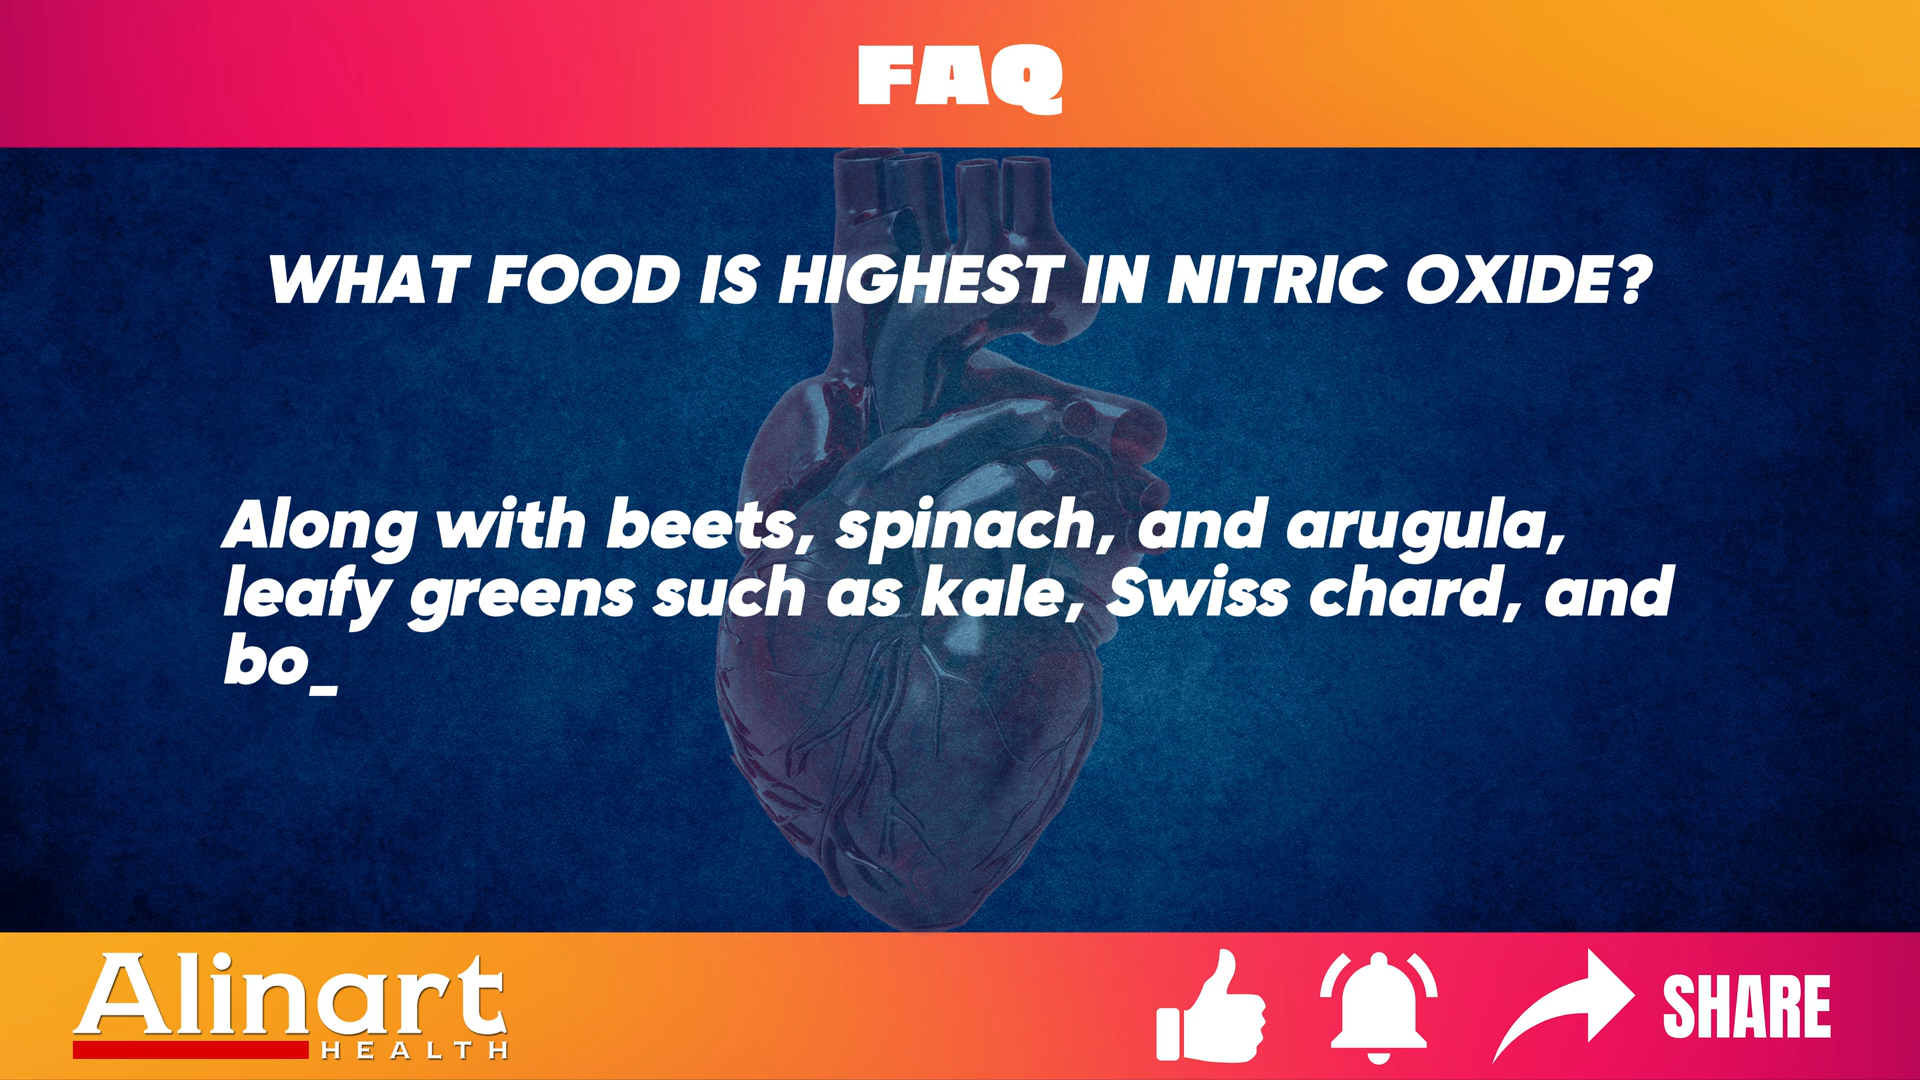 FAQ
WHAT FOOD IS HIGHEST IN NITRIC OXIDE?
Along with beets, spinach, and arugula,
leafy greens such as kale, Swiss chard, and
bo_
Alinart
HEALTH
SHARE